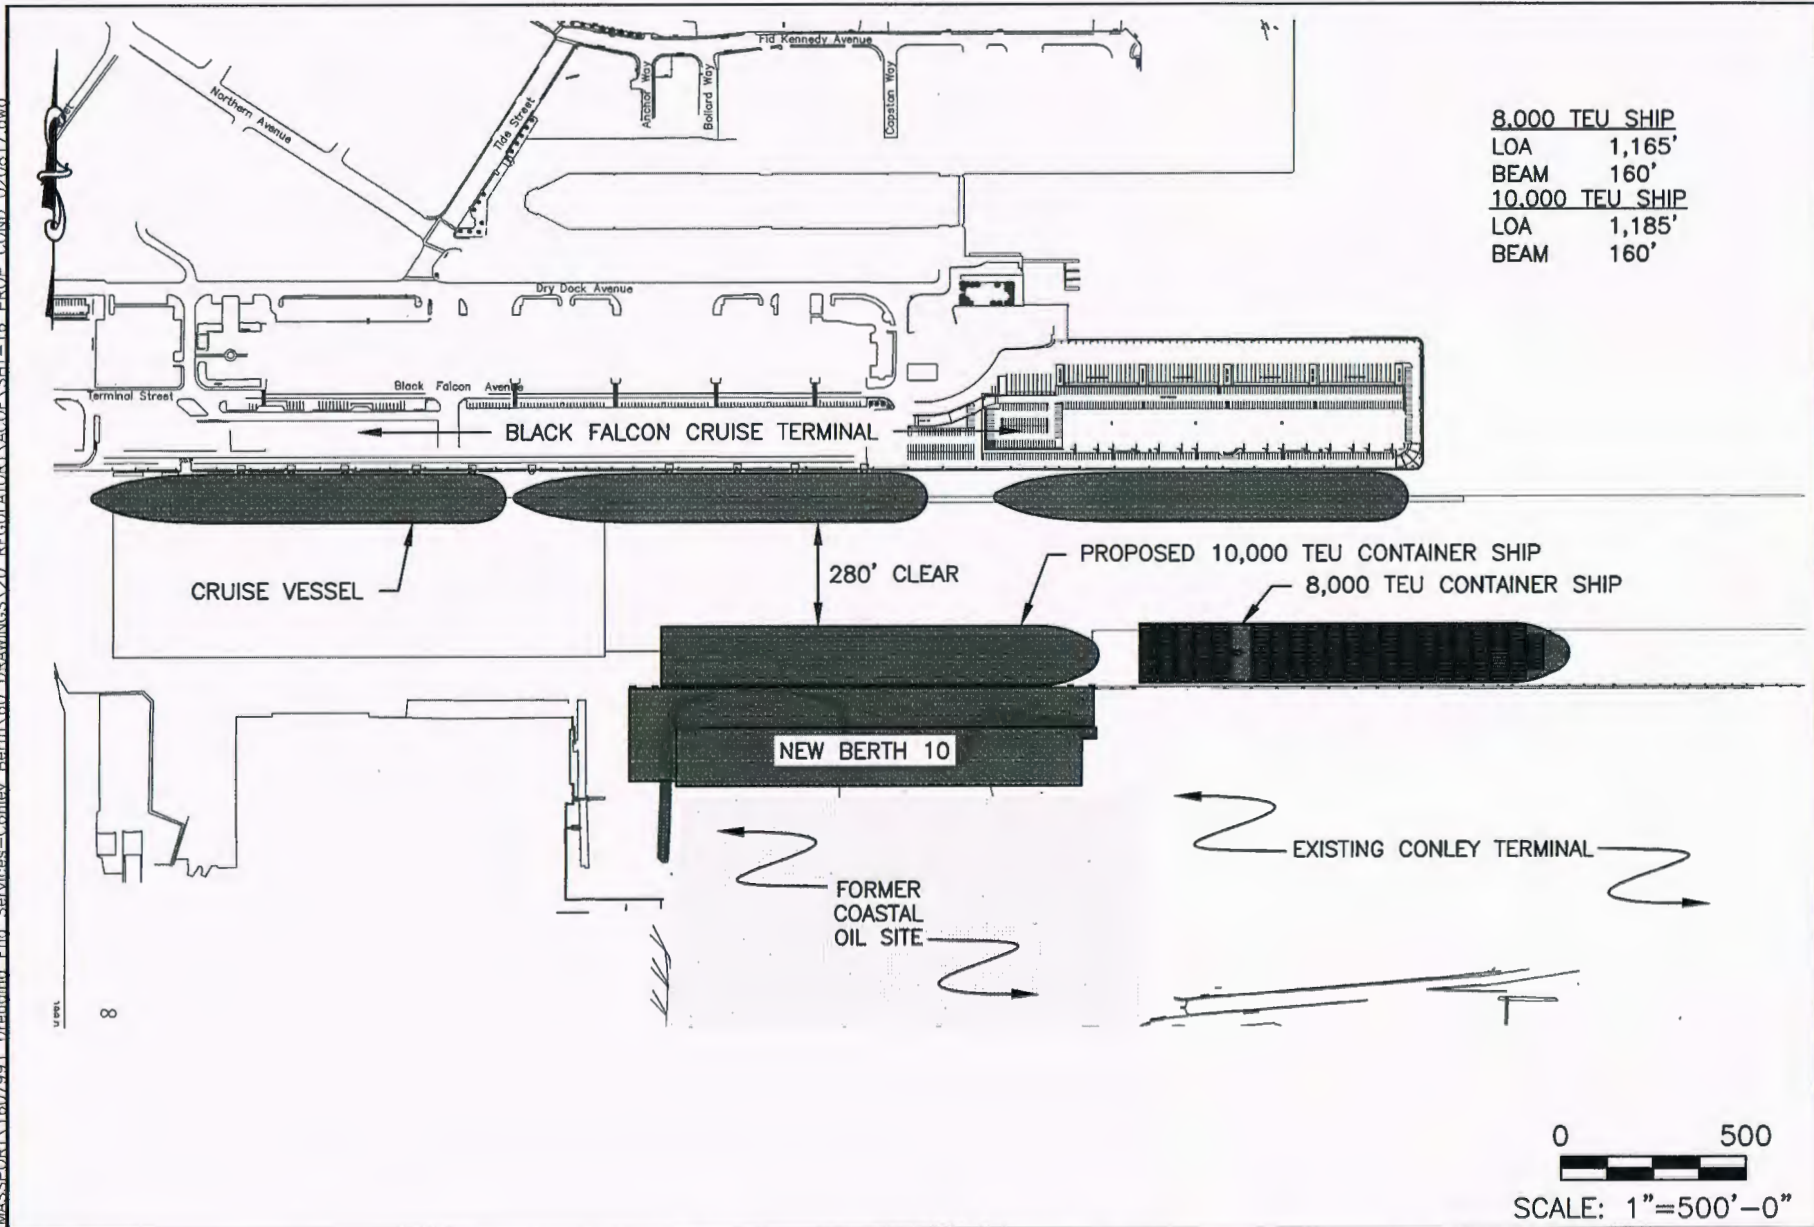 Fid Kennedy Avenue
Northern Avenue
Tide Street
Anchor Way
Bollard Way
Capstan Way
8,000 TEU SHIP
LOA 1,165'
BEAM 160'
10,000 TEU SHIP
LOA 1,185'
BEAM 160'
Dry Dock Avenue
Black Falcon Avenue
Terminal Street
BLACK FALCON CRUISE TERMINAL
CRUISE VESSEL
280' CLEAR
PROPOSED 10,000 TEU CONTAINER SHIP
8,000 TEU CONTAINER SHIP
NEW BERTH 10
EXISTING CONLEY TERMINAL
FORMER
COASTAL
OIL SITE
8
0 500
SCALE: 1"=500'-0"